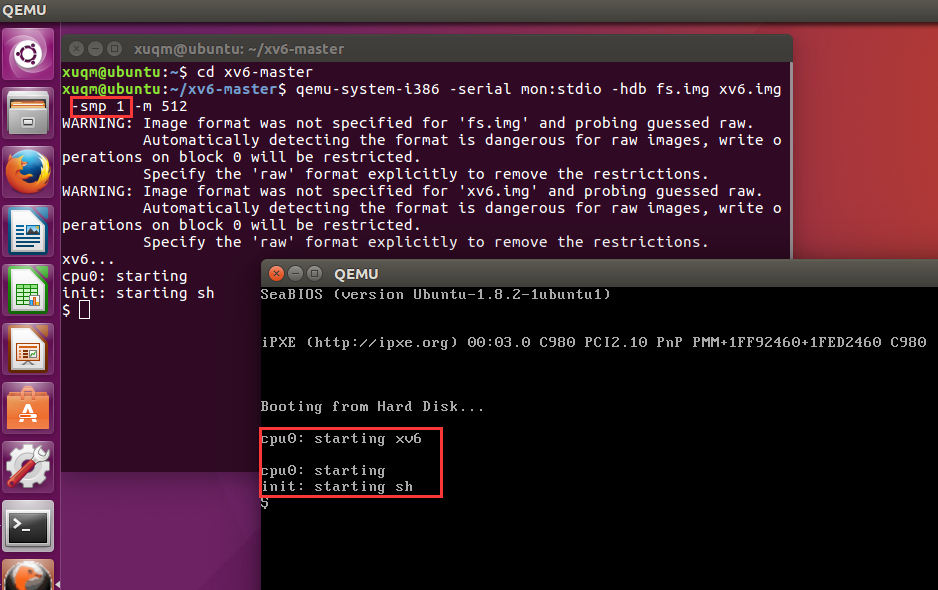 QEMU
xuqm@ubuntu: ~/xv6-master
xuqm@ubuntu:~$ cd xv6-master
xuqm@ubuntu:~/xv6-master$ qemu-system-i386 -serial mon:stdio -hdb fs.img xv6.img
-smp 1 -m 512
WARNING: Image format was not specified for 'fs.img' and probing guessed raw.
Automatically detecting the format is dangerous for raw images, write o
perations on block 0 will be restricted.
Specify the 'raw' format explicitly to remove the restrictions.
WARNING: Image format was not specified for 'xv6.img' and probing guessed raw.
Automatically detecting the format is dangerous for raw images, write o
perations on block 0 will be restricted.
Specify the 'raw' format explicitly to remove the restrictions.
xv6...
cpu0: starting
init: starting sh
$
QEMU
SeaBIOS (version Ubuntu-1.8.2-1ubuntu1)
iPXE (http://ipxe.org) 00:03.0 C980 PCI2.10 PnP PMM+1FF92460+1FED2460 C980
Booting from Hard Disk...
cpu0: starting xv6
cpu0: starting
init: starting sh
$